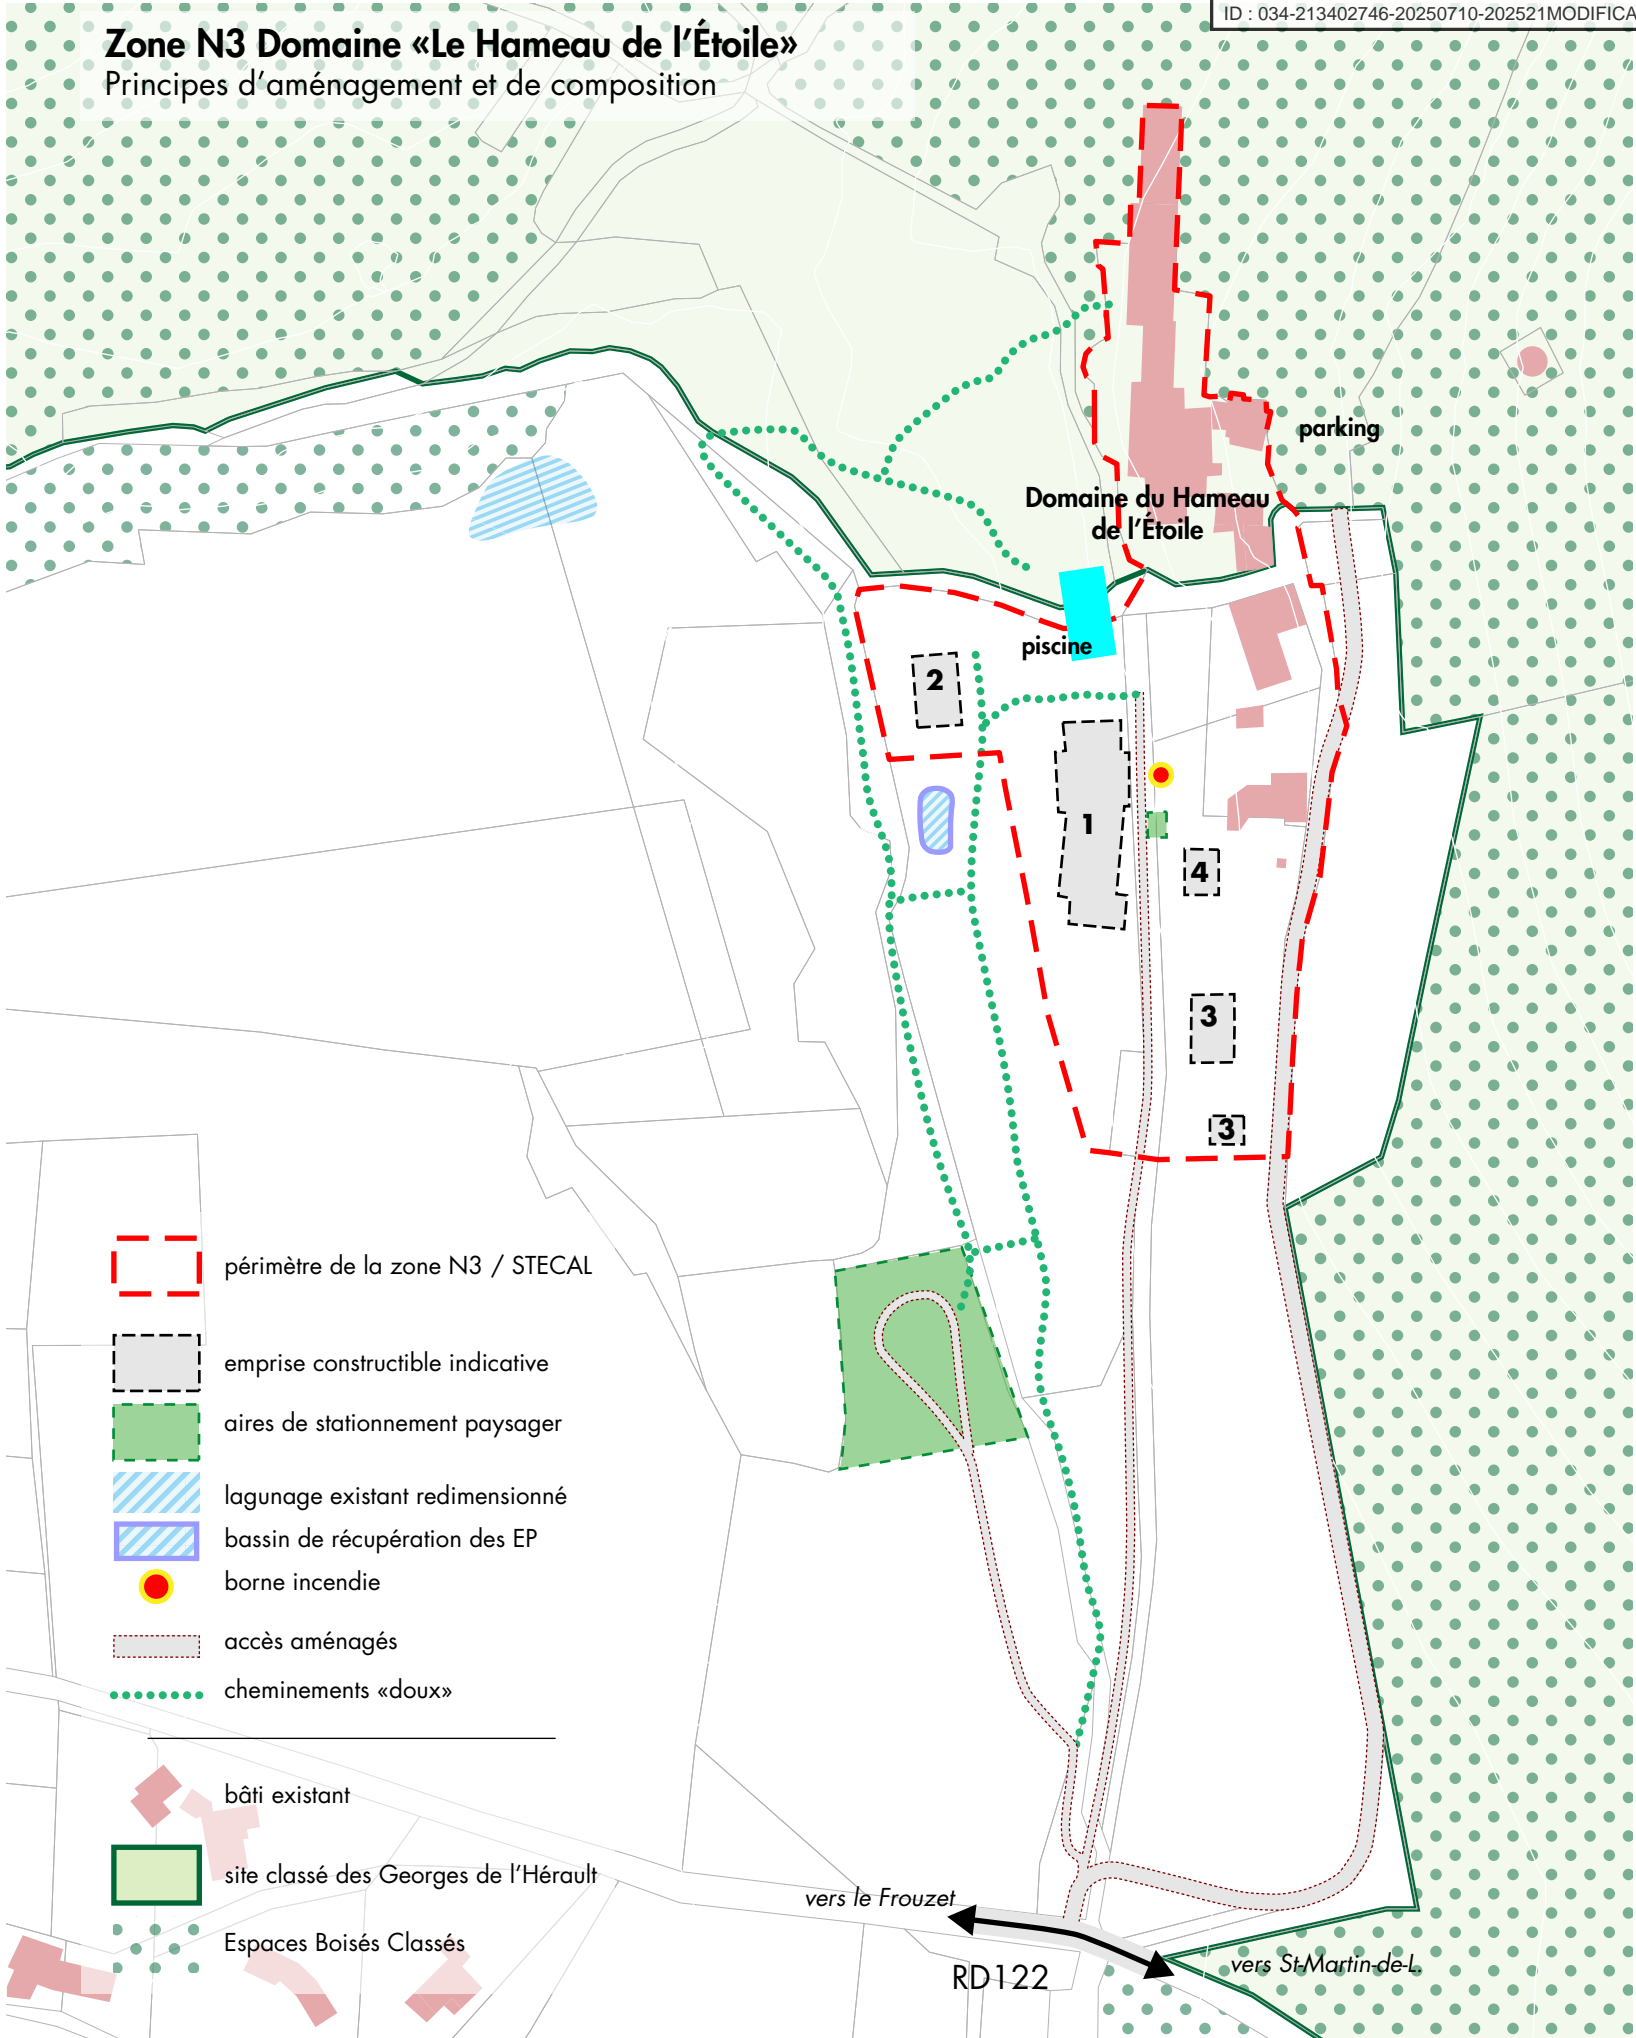 ID : 034-213402746-20250710-202521MODIFICA
Zone N3 Domaine «Le Hameau de l’Étoile»
Principes d’aménagement et de composition
parking
Domaine du Hameau
de l’Étoile
piscine
2
1
4
3
3
périmètre de la zone N3 / STECAL
emprise constructible indicative
aires de stationnement paysager
lagunage existant redimensionné
bassin de récupération des EP
borne incendie
accès aménagés
cheminements «doux»
bâti existant
site classé des Georges de l’Hérault
Espaces Boisés Classés
vers le Frouzet
RD122
vers St-Martin-de-L.